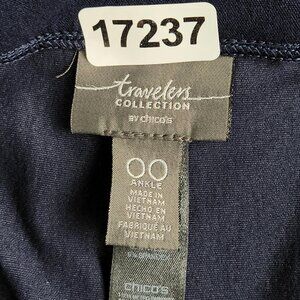 17237
travelers
COLLECTION
BY chico's
00
ANKLE
MADE IN
VIETNAM
HECHO EN
VIETNAM
FABRIQUÉ AU
VIETNAM
chico's